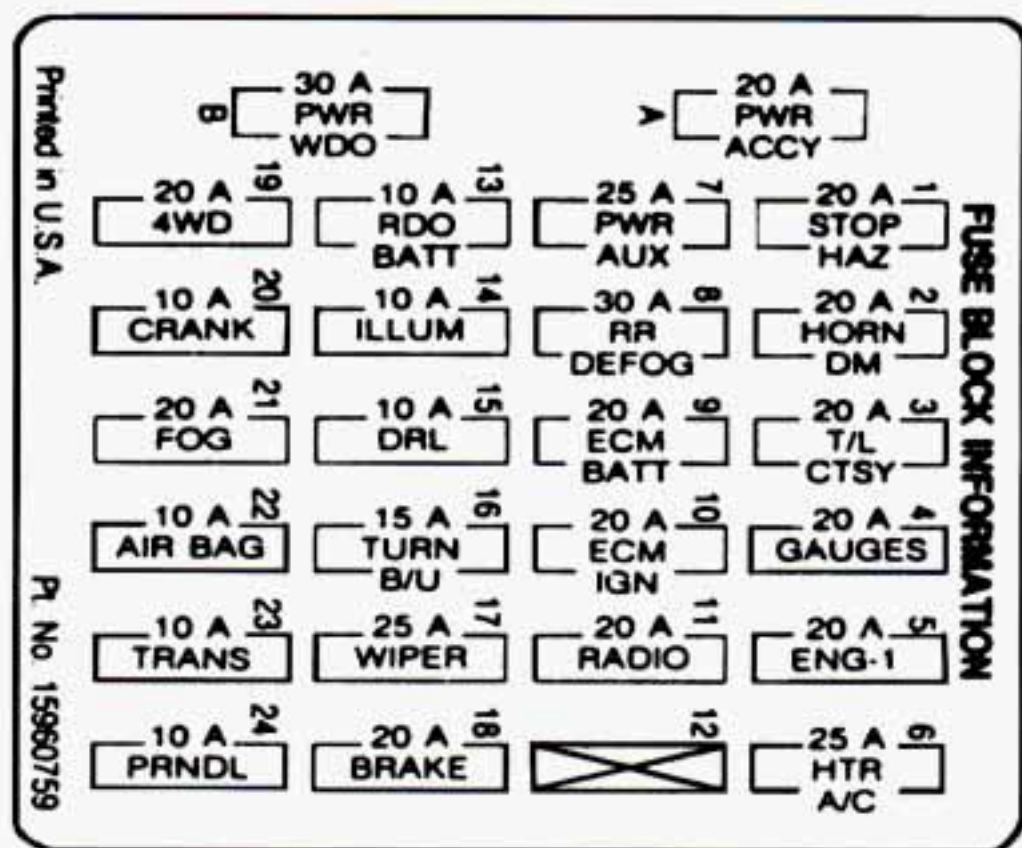 30 A
PWR
WDO
B
20 A
PWR
ACCY
A
20 A
4WD
19
10 A
RDO
BATT
13
25 A
PWR
AUX
7
20 A
STOP
HAZ
1
10 A
CRANK
20
10 A
ILLUM
14
30 A
RR
DEFOG
8
20 A
HORN
DM
2
20 A
FOG
21
10 A
DRL
15
20 A
ECM
BATT
9
20 A
T/L
CTSY
3
10 A
AIR BAG
22
15 A
TURN
B/U
16
20 A
ECM
IGN
10
20 A
GAUGES
4
10 A
TRANS
23
25 A
WIPER
17
20 A
RADIO
11
20 A
ENG-1
5
10 A
PRNDL
24
20 A
BRAKE
18
12
25 A
HTR
A/C
6
FUSE BLOCK INFORMATION
Printed in U.S.A.
Pt. No. 15960759